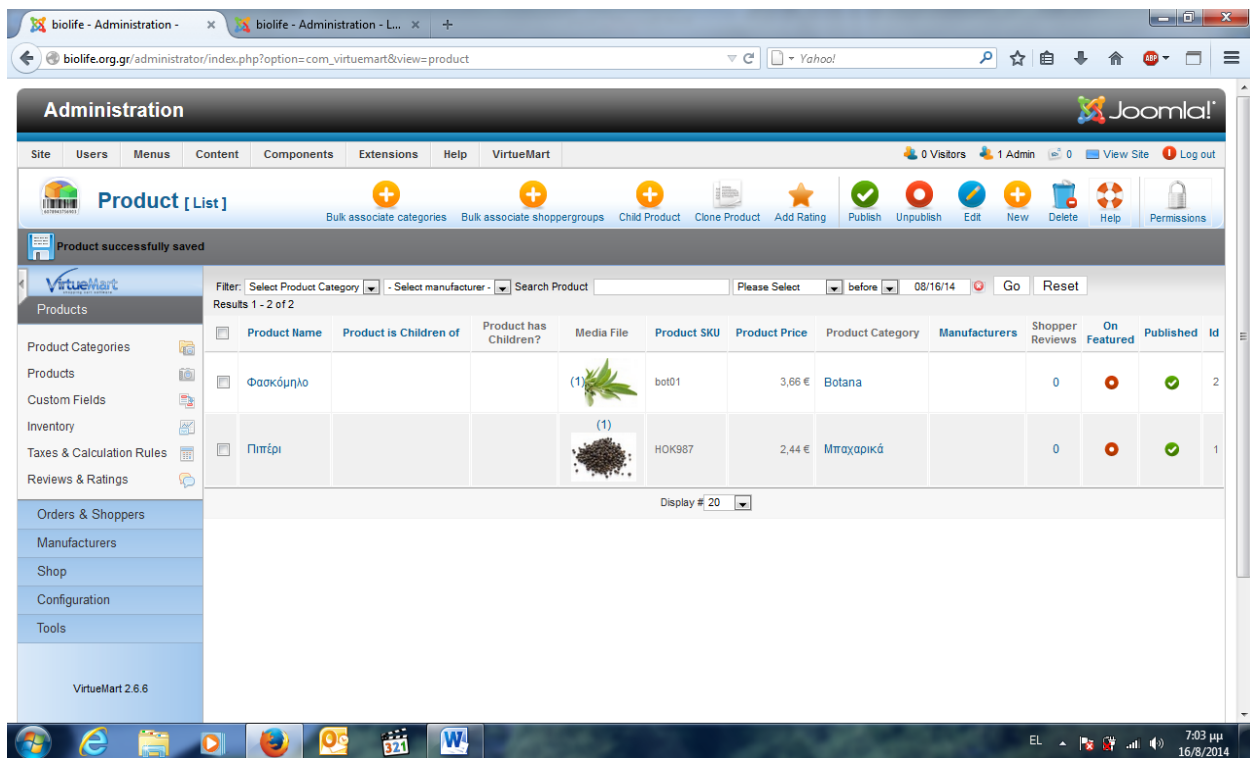 biolife - Administration - × biolife - Administration - L... × +
biolife.org.gr/administrator/index.php?option=com_virtuemart&view=product Yahoo! ABP
Administration Joomla!
Site Users Menus Content Components Extensions Help VirtueMart 0 Visitors 1 Admin 0 View Site Log out
Product [ List ] Bulk associate categories Bulk associate shoppergroups Child Product Clone Product Add Rating Publish Unpublish Edit New Delete Help Permissions
Product successfully saved
VirtueMart
Filter: Select Product Category - Select manufacturer - Search Product Please Select before 08/16/14 Go Reset
Results 1 - 2 of 2
Products
Product Categories
Products
Custom Fields
Inventory
Taxes & Calculation Rules
Reviews & Ratings
Orders & Shoppers
Manufacturers
Shop
Configuration
Tools
VirtueMart 2.6.6
Product Name Product is Children of Product has Children? Media File Product SKU Product Price Product Category Manufacturers Shopper Reviews On Featured Published Id
Φασκόμηλο (1) bot01 3,66 € Botana 0 2
Πιπέρι (1) HOK987 2,44 € Μπαχαρικά 0 1
Display # 20
321 EL 7:03 μμ
16/8/2014